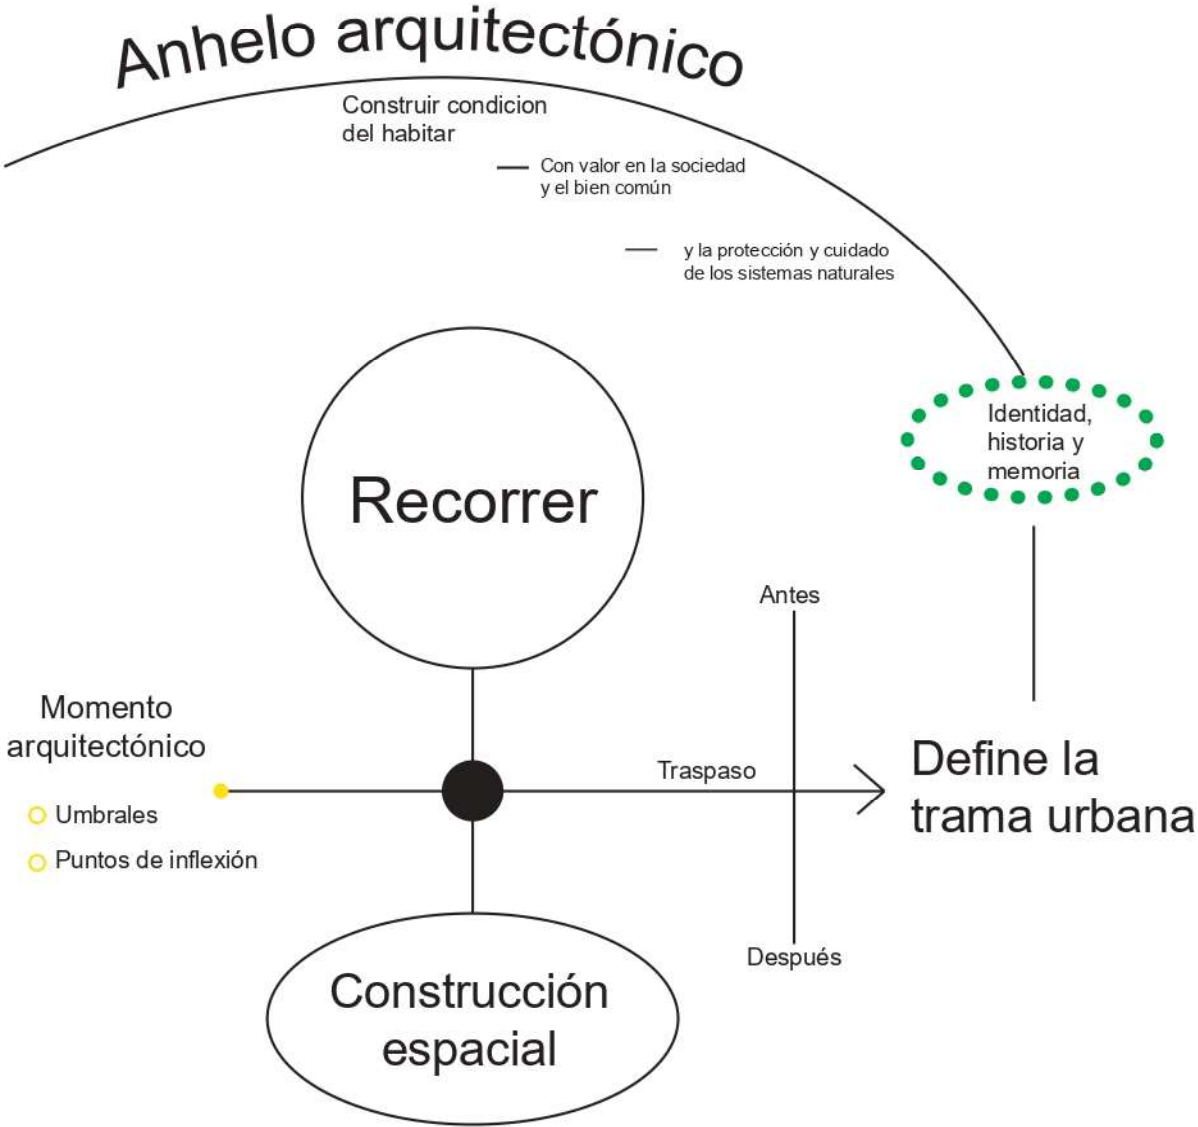 Anhelo arquitectónico
Construir condicion
del habitar
Con valor en la sociedad
y el bien común
y la protección y cuidado
de los sistemas naturales
Identidad,
historia y
memoria
Recorrer
Antes
Momento
arquitectónico
Umbrales
Puntos de inflexión
Traspaso
Define la
trama urbana
Después
Construcción
espacial